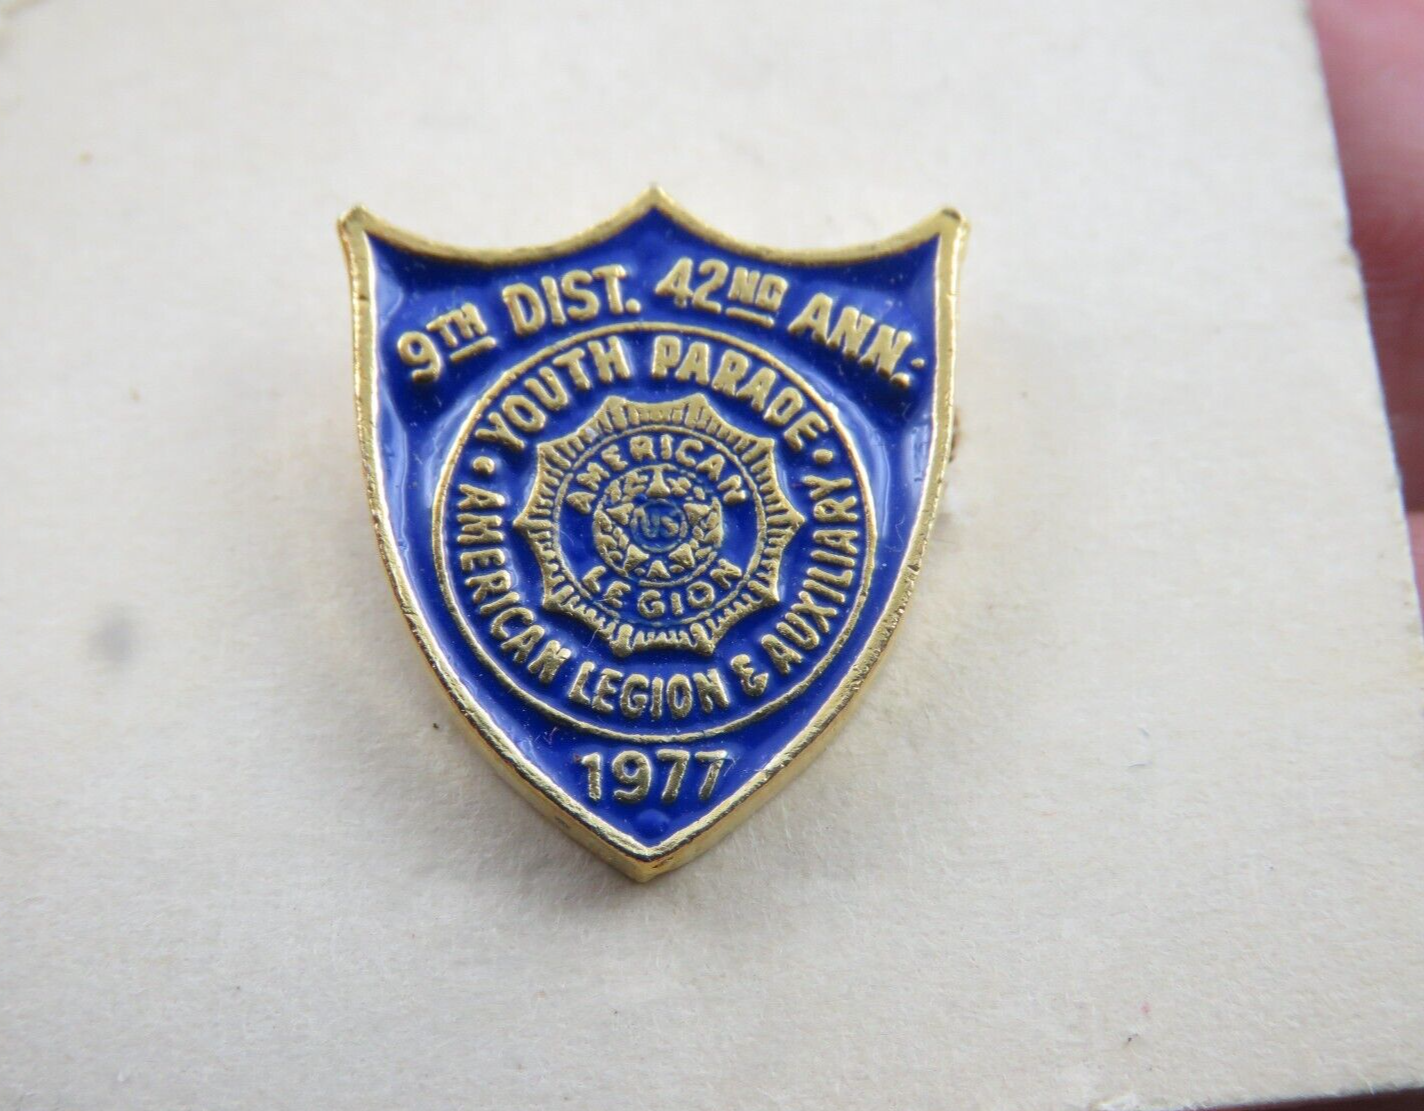 9TH DIST. 42ND ANN.
· YOUTH PARADE ·
AMERICAN LEGION & AUXILIARY
AMERICAN
US
LEGION
1977